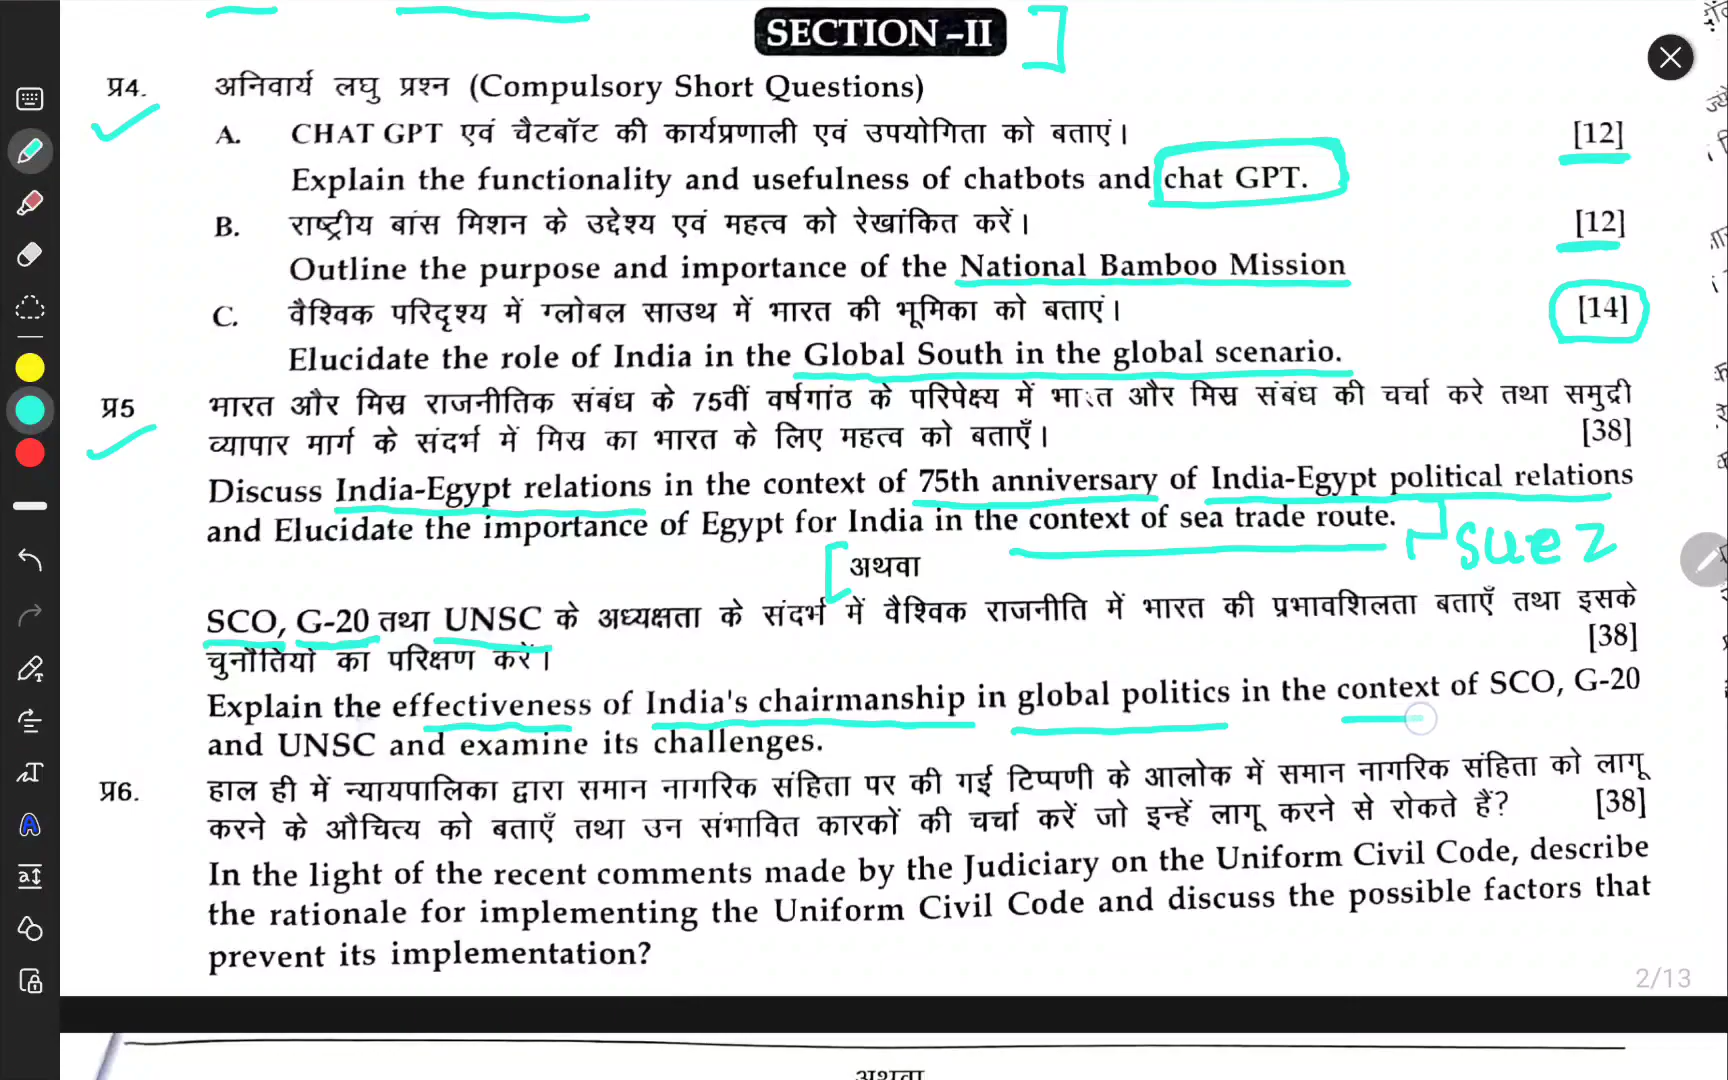 SECTION -II
प्र4. अनिवार्य लघु प्रश्न (Compulsory Short Questions)
A. CHAT GPT एवं चैटबॉट की कार्यप्रणाली एवं उपयोगिता को बताएं। [12]
Explain the functionality and usefulness of chatbots and chat GPT.
B. राष्ट्रीय बांस मिशन के उद्देश्य एवं महत्व को रेखांकित करें। [12]
Outline the purpose and importance of the National Bamboo Mission
C. वैश्विक परिदृश्य में ग्लोबल साउथ में भारत की भूमिका को बताएं। [14]
Elucidate the role of India in the Global South in the global scenario.
प्र5 भारत और मिस्र राजनीतिक संबंध के 75वीं वर्षगांठ के परिपेक्ष्य में भारत और मिस्र संबंध की चर्चा करे तथा समुद्री
व्यापार मार्ग के संदर्भ में मिस्र का भारत के लिए महत्व को बताएँ। [38]
Discuss India-Egypt relations in the context of 75th anniversary of India-Egypt political relations
and Elucidate the importance of Egypt for India in the context of sea trade route.
suez
अथवा
SCO, G-20 तथा UNSC के अध्यक्षता के संदर्भ में वैश्विक राजनीति में भारत की प्रभावशिलता बताएँ तथा इसके
चुनौतियों का परिक्षण करें। [38]
Explain the effectiveness of India's chairmanship in global politics in the context of SCO, G-20
and UNSC and examine its challenges.
प्र6. हाल ही में न्यायपालिका द्वारा समान नागरिक संहिता पर की गई टिप्पणी के आलोक में समान नागरिक संहिता को लागू
करने के औचित्य को बताएँ तथा उन संभावित कारकों की चर्चा करें जो इन्हें लागू करने से रोकते हैं? [38]
In the light of the recent comments made by the Judiciary on the Uniform Civil Code, describe
the rationale for implementing the Uniform Civil Code and discuss the possible factors that
prevent its implementation?
2/13
अथवा